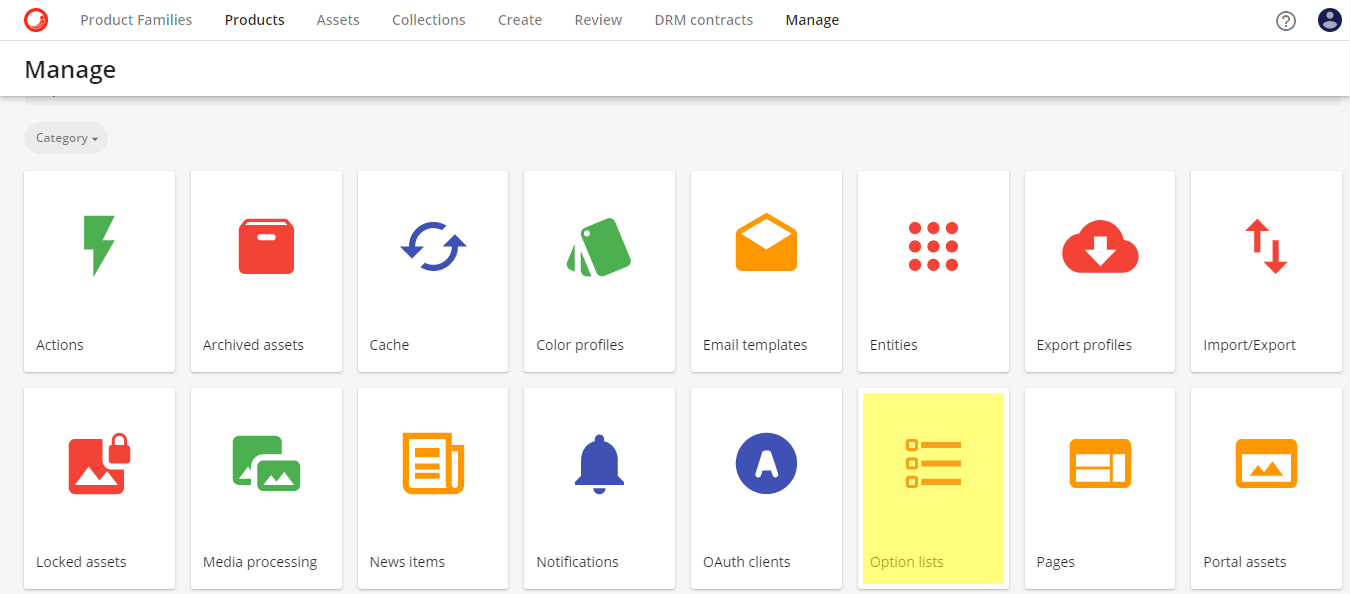 Product Families Products Assets Collections Create Review DRM contracts Manage
Manage
Category
Actions Archived assets Cache Color profiles Email templates Entities Export profiles Import/Export
A
Locked assets Media processing News items Notifications OAuth clients Option lists Pages Portal assets